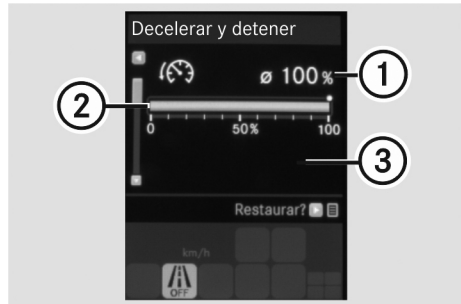 Decelerar y detener
ø 100 %
1
2
0 50% 100
3
Restaurar?
km/h
OFF